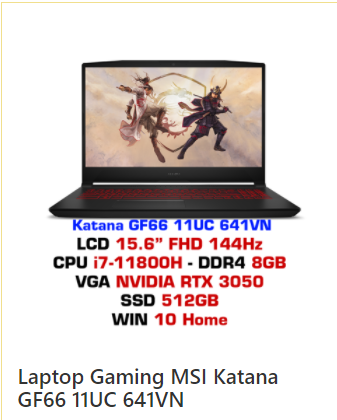 Katana GF66 11UC 641VN
LCD 15.6” FHD 144Hz
CPU i7-11800H - DDR4 8GB
VGA NVIDIA RTX 3050
SSD 512GB
WIN 10 Home
Laptop Gaming MSI Katana
GF66 11UC 641VN